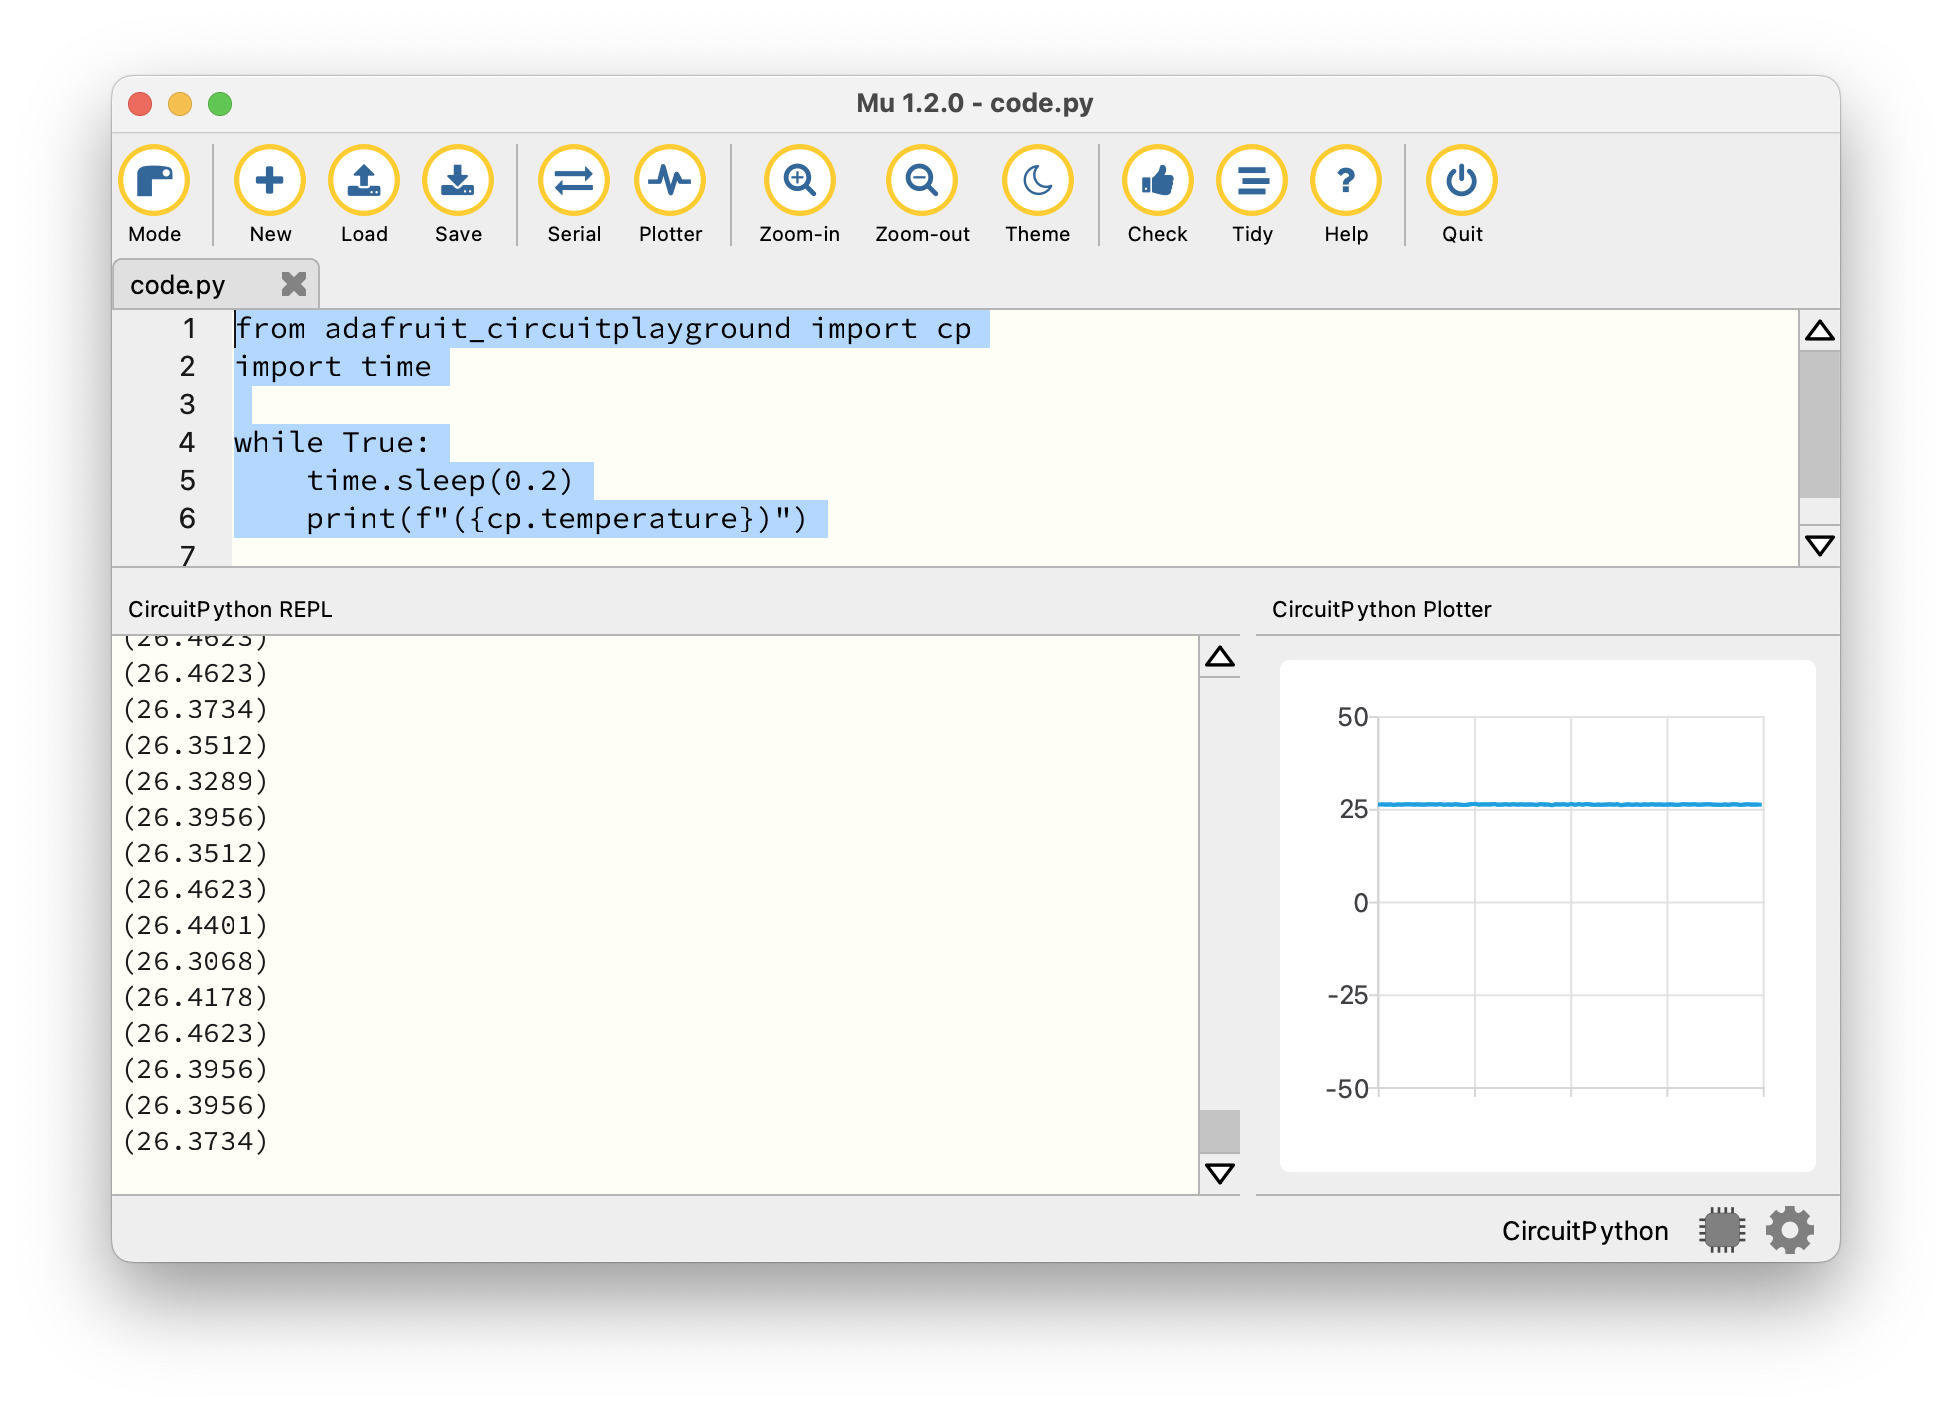 Mu 1.2.0 - code.py
Mode New Load Save Serial Plotter Zoom-in Zoom-out Theme Check Tidy Help Quit
code.py
1 from adafruit_circuitplayground import cp
2 import time
3
4 while True:
5     time.sleep(0.2)
6     print(f"({cp.temperature})")
7
CircuitPython REPL
(26.4623)
(26.4623)
(26.3734)
(26.3512)
(26.3289)
(26.3956)
(26.3512)
(26.4623)
(26.4401)
(26.3068)
(26.4178)
(26.4623)
(26.3956)
(26.3956)
(26.3734)
CircuitPython Plotter
50
25
0
-25
-50
CircuitPython